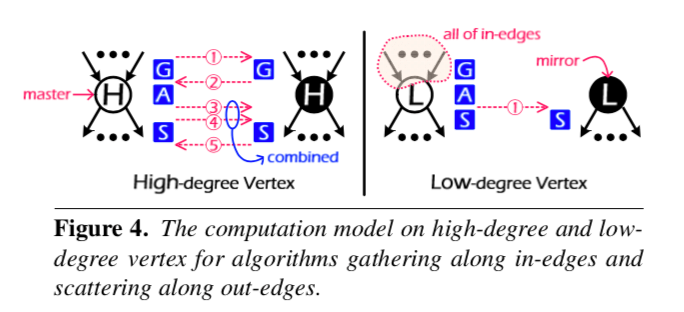 all of in-edges
mirror
master
H
G
A
S
①
②
③
④
⑤
G
S
H
combined
High-degree Vertex
L
G
A
S
①
S
L
Low-degree Vertex
Figure 4. The computation model on high-degree and low-
degree vertex for algorithms gathering along in-edges and
scattering along out-edges.